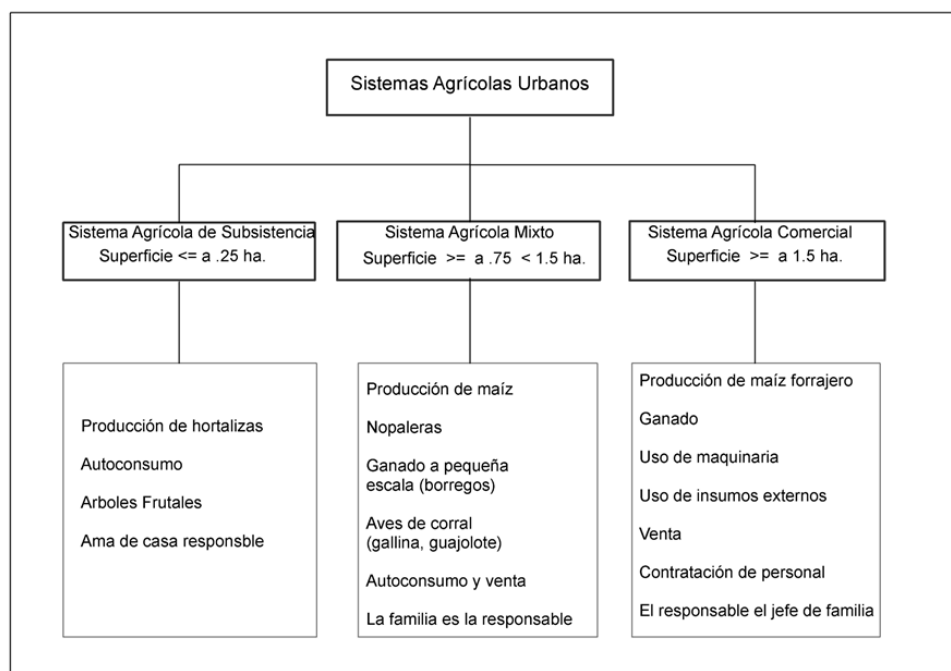 Sistemas Agrícolas Urbanos
Sistema Agrícola de Subsistencia
Superficie <= a .25 ha.
Sistema Agrícola Mixto
Superficie >= a .75 < 1.5 ha.
Sistema Agrícola Comercial
Superficie >= a 1.5 ha.
Producción de hortalizas
Autoconsumo
Arboles Frutales
Ama de casa responsble
Producción de maíz
Nopaleras
Ganado a pequeña
escala (borregos)
Aves de corral
(gallina, guajolote)
Autoconsumo y venta
La familia es la responsable
Producción de maíz forrajero
Ganado
Uso de maquinaria
Uso de insumos externos
Venta
Contratación de personal
El responsable el jefe de familia